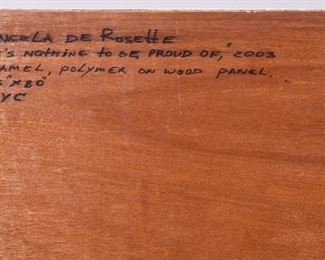 NGELA DE ROSETTE
'S NOTHING TO BE PROUD OF," 2003
AMEL, POLYMER ON WOOD PANEL.
"X80"
YC